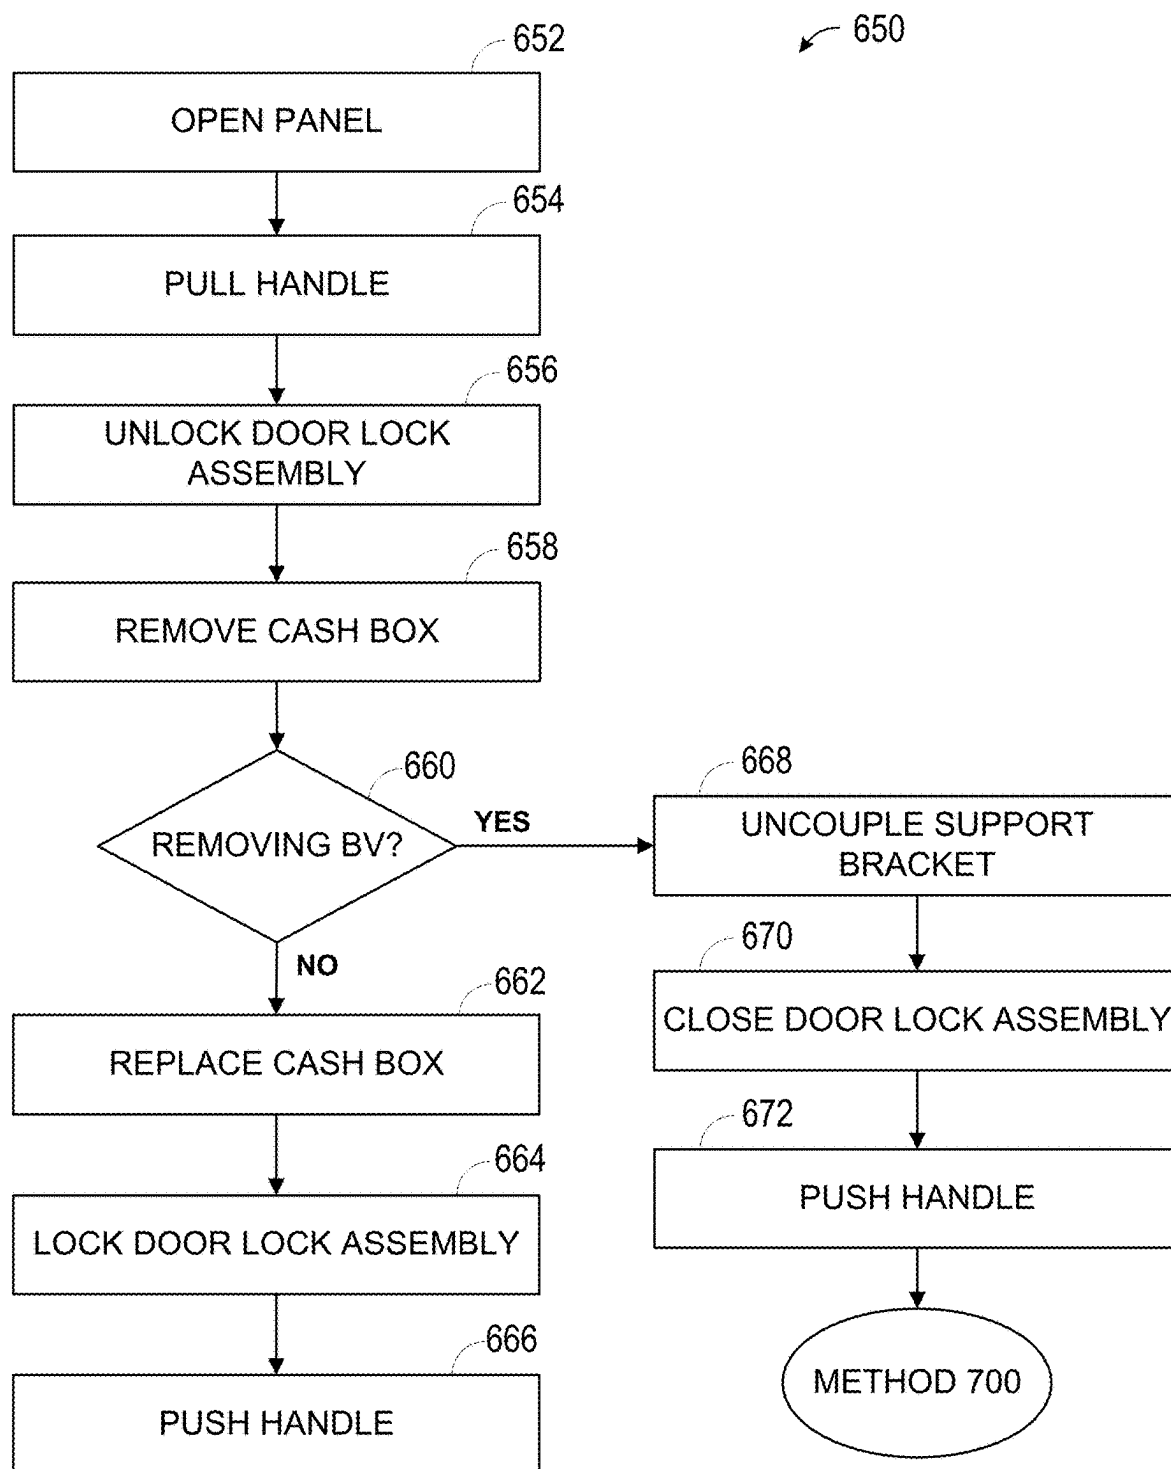 650
652
OPEN PANEL
654
PULL HANDLE
656
UNLOCK DOOR LOCK
ASSEMBLY
658
REMOVE CASH BOX
660
REMOVING BV?
YES
NO
662
REPLACE CASH BOX
664
LOCK DOOR LOCK ASSEMBLY
666
PUSH HANDLE
668
UNCOUPLE SUPPORT
BRACKET
670
CLOSE DOOR LOCK ASSEMBLY
672
PUSH HANDLE
METHOD 700